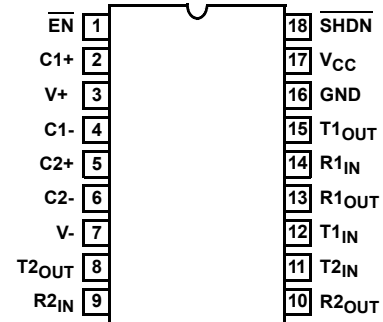 EN 1 18 SHDN
C1+ 2 17 VCC
V+ 3 16 GND
C1- 4 15 T1OUT
C2+ 5 14 R1IN
C2- 6 13 R1OUT
V- 7 12 T1IN
T2OUT 8 11 T2IN
R2IN 9 10 R2OUT